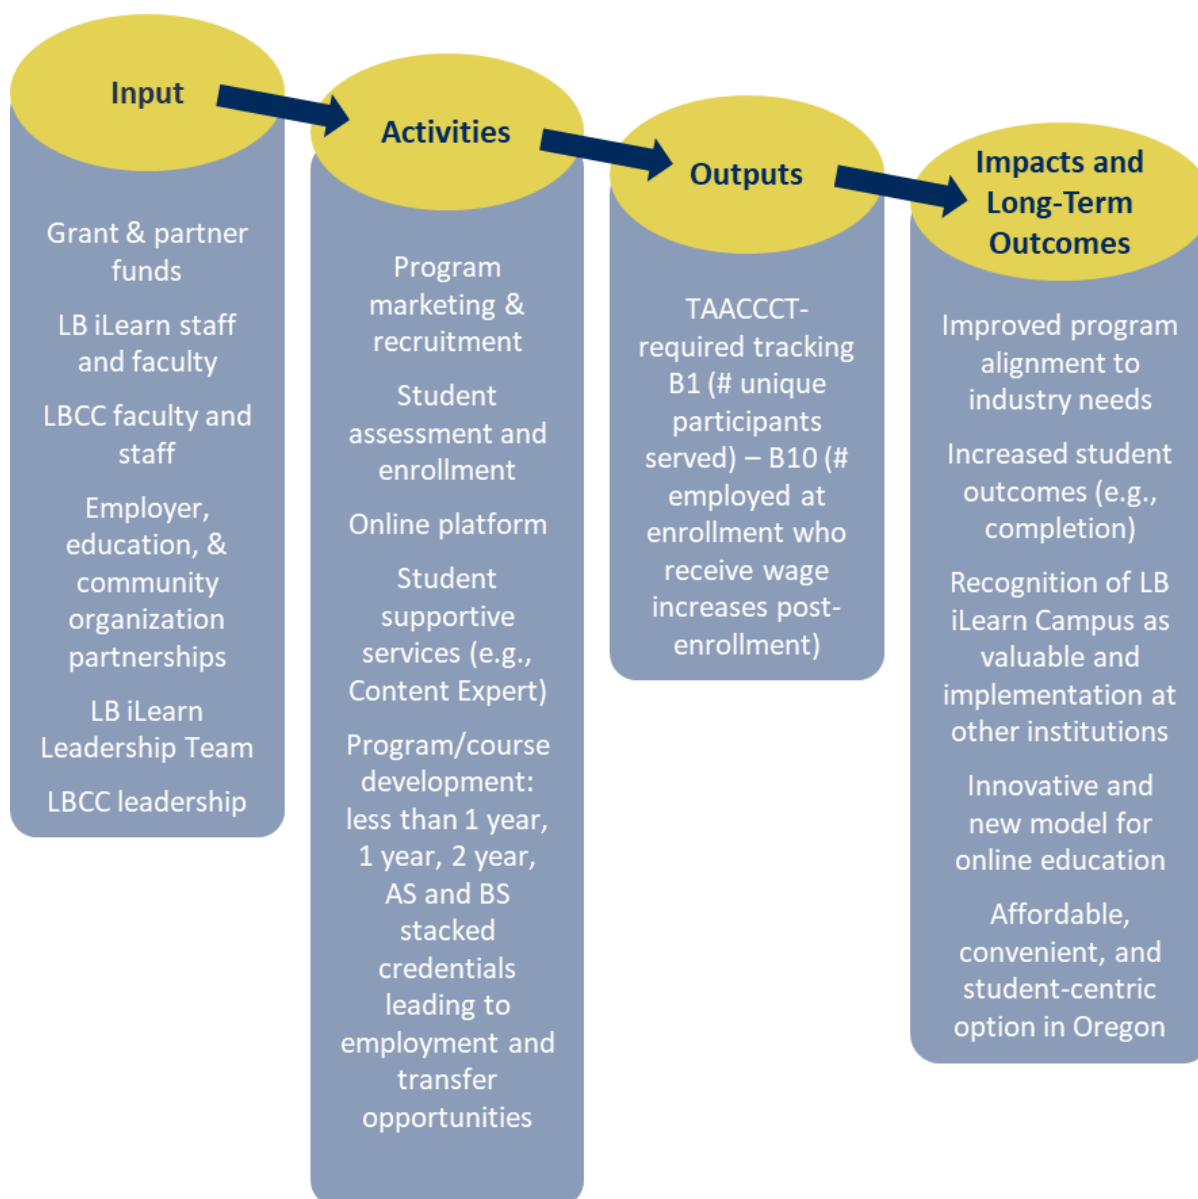 Input
Grant & partner
funds
LB iLearn staff
and faculty
LBCC faculty and
staff
Employer,
education, &
community
organization
partnerships
LB iLearn
Leadership Team
LBCC leadership
Activities
Program
marketing &
recruitment
Student
assessment and
enrollment
Online platform
Student
supportive
services (e.g.,
Content Expert)
Program/course
development:
less than 1 year,
1 year, 2 year,
AS and BS
stacked
credentials
leading to
employment and
transfer
opportunities
Outputs
TAACCCT-
required tracking
B1 (# unique
participants
served) – B10 (#
employed at
enrollment who
receive wage
increases post-
enrollment)
Impacts and
Long-Term
Outcomes
Improved program
alignment to
industry needs
Increased student
outcomes (e.g.,
completion)
Recognition of LB
iLearn Campus as
valuable and
implementation at
other institutions
Innovative and
new model for
online education
Affordable,
convenient, and
student-centric
option in Oregon